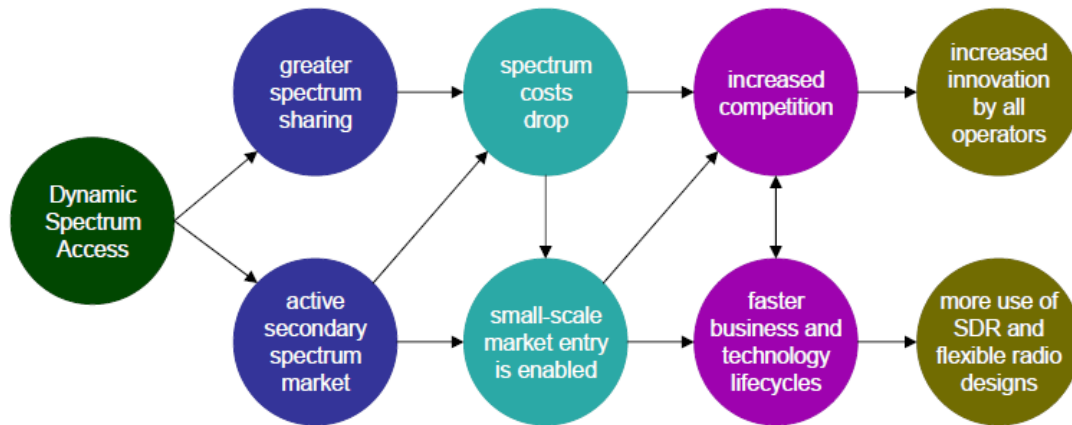 Dynamic
Spectrum
Access
greater
spectrum
sharing
active
secondary
spectrum
market
spectrum
costs
drop
small-scale
market entry
is enabled
increased
competition
faster
business and
technology
lifecycles
increased
innovation
by all
operators
more use of
SDR and
flexible radio
designs